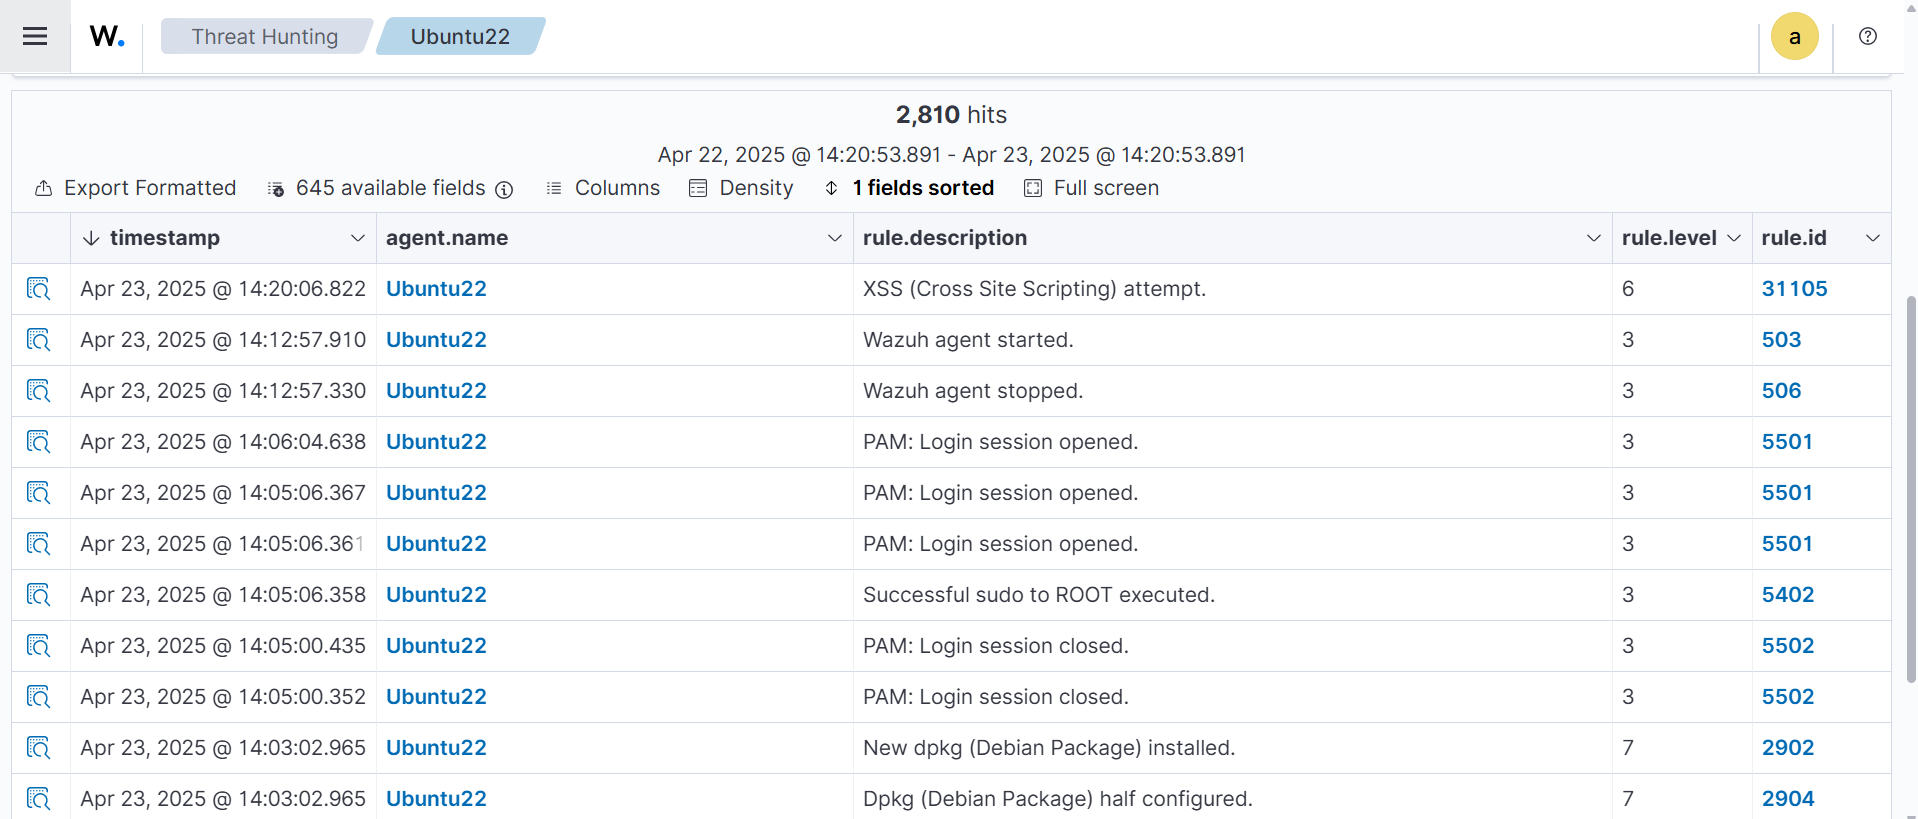 W. Threat Hunting Ubuntu22 a
2,810 hits
Apr 22, 2025 @ 14:20:53.891 - Apr 23, 2025 @ 14:20:53.891
Export Formatted 645 available fields Columns Density 1 fields sorted Full screen
timestamp agent.name rule.description rule.level rule.id
Apr 23, 2025 @ 14:20:06.822 Ubuntu22 XSS (Cross Site Scripting) attempt. 6 31105
Apr 23, 2025 @ 14:12:57.910 Ubuntu22 Wazuh agent started. 3 503
Apr 23, 2025 @ 14:12:57.330 Ubuntu22 Wazuh agent stopped. 3 506
Apr 23, 2025 @ 14:06:04.638 Ubuntu22 PAM: Login session opened. 3 5501
Apr 23, 2025 @ 14:05:06.367 Ubuntu22 PAM: Login session opened. 3 5501
Apr 23, 2025 @ 14:05:06.361 Ubuntu22 PAM: Login session opened. 3 5501
Apr 23, 2025 @ 14:05:06.358 Ubuntu22 Successful sudo to ROOT executed. 3 5402
Apr 23, 2025 @ 14:05:00.435 Ubuntu22 PAM: Login session closed. 3 5502
Apr 23, 2025 @ 14:05:00.352 Ubuntu22 PAM: Login session closed. 3 5502
Apr 23, 2025 @ 14:03:02.965 Ubuntu22 New dpkg (Debian Package) installed. 7 2902
Apr 23, 2025 @ 14:03:02.965 Ubuntu22 Dpkg (Debian Package) half configured. 7 2904